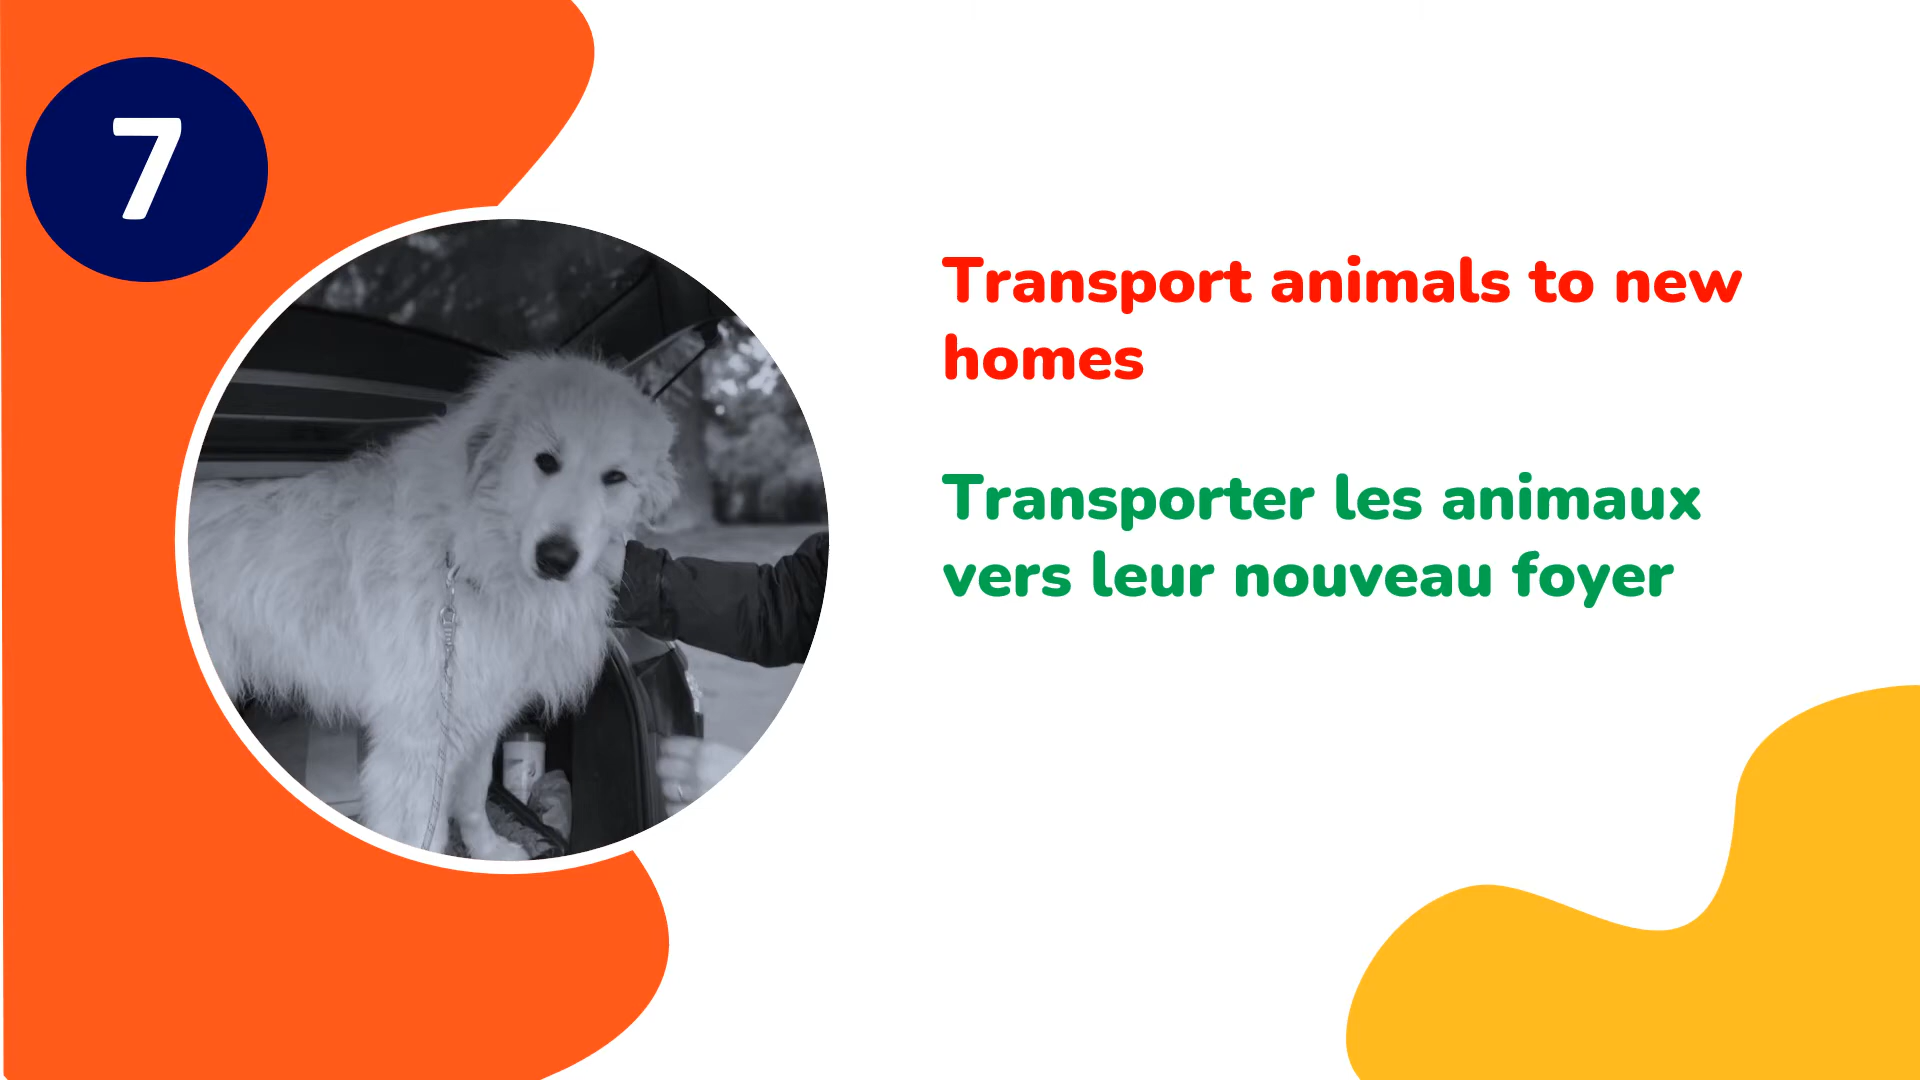 7
Transport animals to new
homes
Transporter les animaux
vers leur nouveau foyer